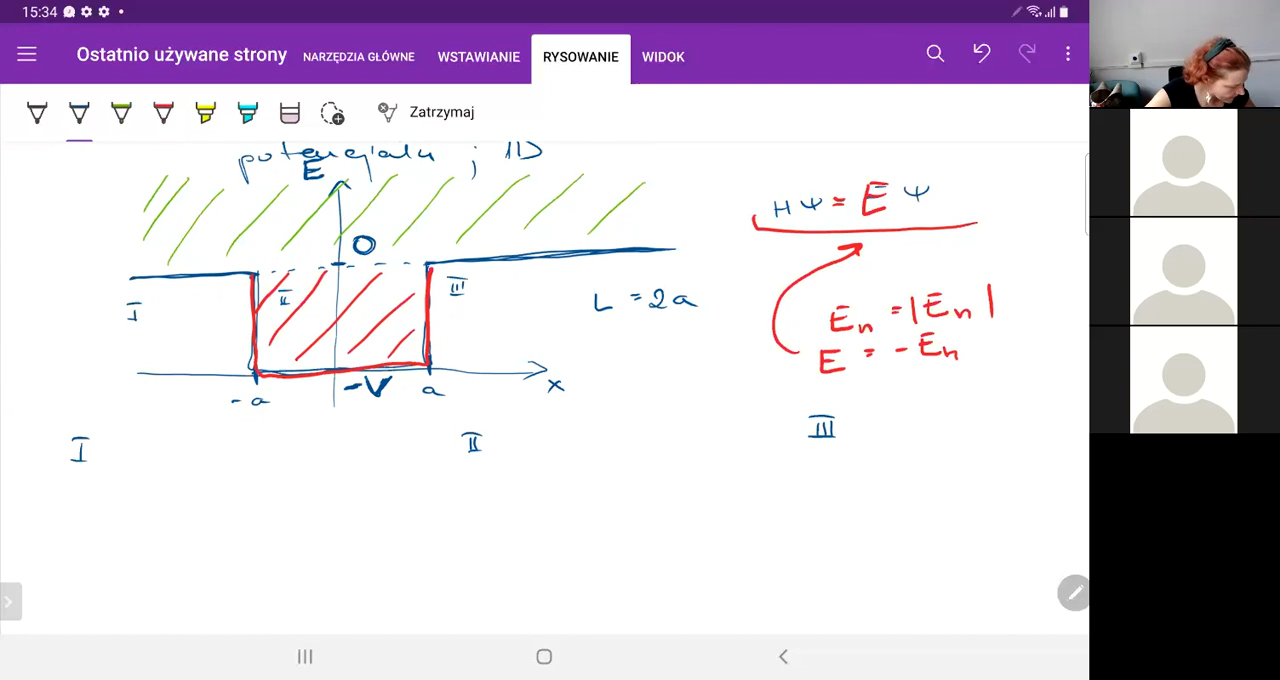 15:34
Ostatnio używane strony NARZĘDZIA GŁÓWNE WSTAWIANIE RYSOWANIE WIDOK
Zatrzymaj
potencjału ; 1D
E
HΨ = EΨ
O
I II III
L = 2a
En = |En|
E = -En
-V
-a a x
I II III